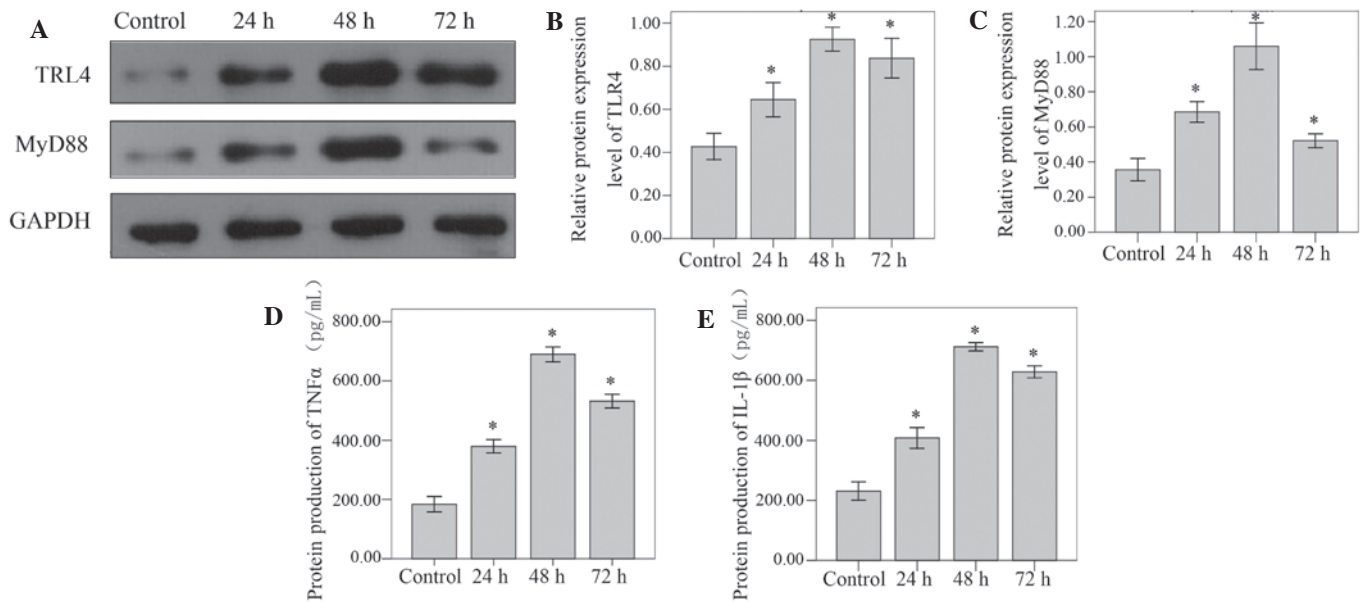 A
Control 24 h 48 h 72 h
TRL4
MyD88
GAPDH
B
Relative protein expression
level of TLR4
1.00
0.80
0.60
0.40
0.20
0.00
*
*
*
Control 24 h 48 h 72 h
C
Relative protein expression
level of MyD88
1.20
1.00
0.80
0.60
0.40
0.20
0.00
*
*
*
Control 24 h 48 h 72 h
D
Protein production of TNFα (pg/mL)
800.00
600.00
400.00
200.00
0.00
*
*
*
Control 24 h 48 h 72 h
E
Protein production of IL-1β (pg/mL)
800.00
600.00
400.00
200.00
0.00
*
*
*
Control 24 h 48 h 72 h